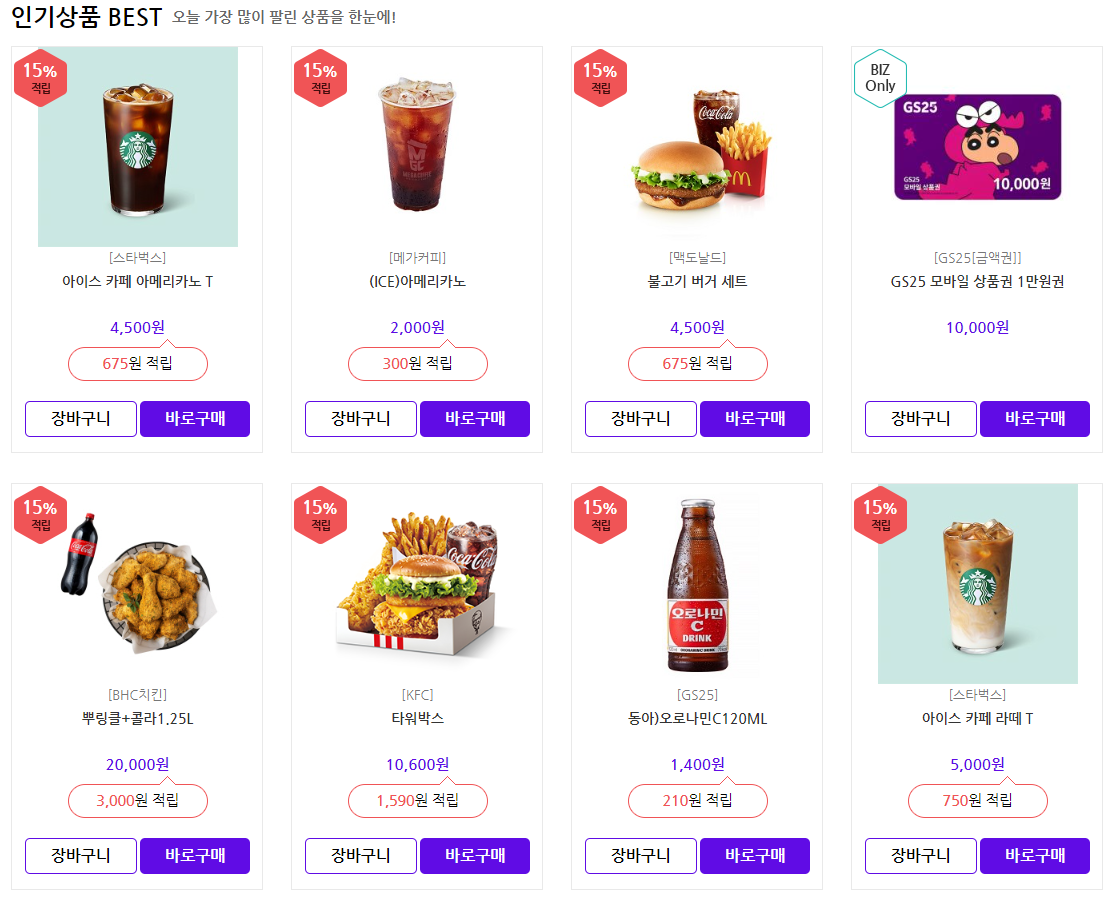 인기상품 BEST 오늘 가장 많이 팔린 상품을 한눈에!
15%
적립
[스타벅스]
아이스 카페 아메리카노 T
4,500원
675원 적립
장바구니 바로구매
15%
적립
[메가커피]
(ICE)아메리카노
2,000원
300원 적립
장바구니 바로구매
15%
적립
Coca-Cola
[맥도날드]
불고기 버거 세트
4,500원
675원 적립
장바구니 바로구매
BIZ
Only
GS25
GS25
모바일 상품권
10,000원
[GS25[금액권]]
GS25 모바일 상품권 1만원권
10,000원
장바구니 바로구매
15%
적립
Coca-Cola
[BHC치킨]
뿌링클+콜라1.25L
20,000원
3,000원 적립
장바구니 바로구매
15%
적립
Coca-Cola
[KFC]
타워박스
10,600원
1,590원 적립
장바구니 바로구매
15%
적립
오로나민
C
DRINK
[GS25]
동아)오로나민C120ML
1,400원
210원 적립
장바구니 바로구매
15%
적립
[스타벅스]
아이스 카페 라떼 T
5,000원
750원 적립
장바구니 바로구매